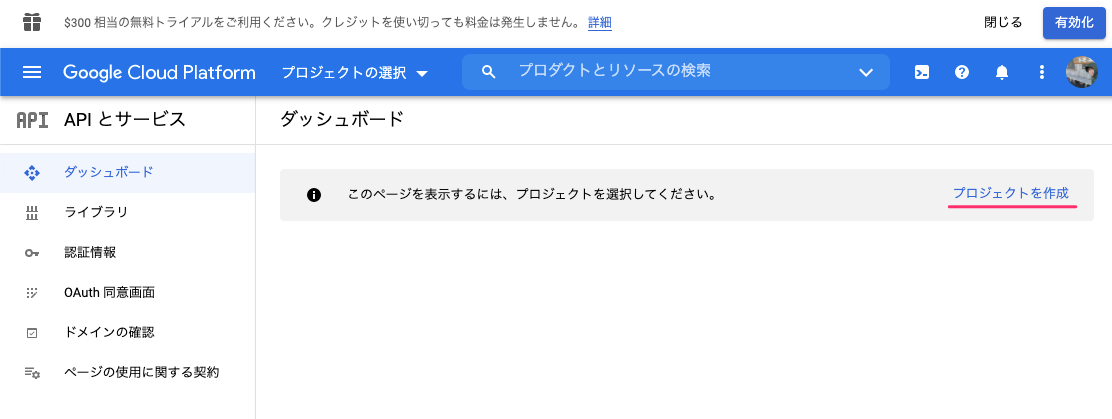 $300 相当の無料トライアルをご利用ください。クレジットを使い切っても料金は発生しません。 詳細
閉じる
有効化
Google Cloud Platform
プロジェクトの選択
プロダクトとリソースの検索
API API とサービス
ダッシュボード
ダッシュボード
ライブラリ
認証情報
OAuth 同意画面
ドメインの確認
ページの使用に関する契約
このページを表示するには、プロジェクトを選択してください。
プロジェクトを作成